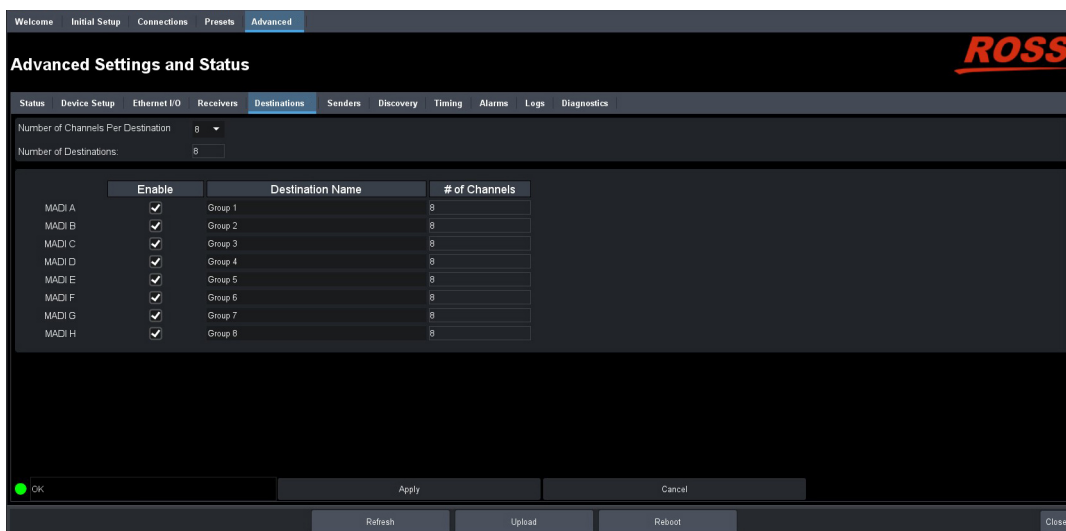 Welcome Initial Setup Connections Presets Advanced
ROSS
Advanced Settings and Status
Status Device Setup Ethernet I/O Receivers Destinations Senders Discovery Timing Alarms Logs Diagnostics
Number of Channels Per Destination 8
Number of Destinations: 8
Enable Destination Name # of Channels
MADI A Group 1 8
MADI B Group 2 8
MADI C Group 3 8
MADI D Group 4 8
MADI E Group 5 8
MADI F Group 6 8
MADI G Group 7 8
MADI H Group 8 8
OK Apply Cancel
Refresh Upload Reboot Close